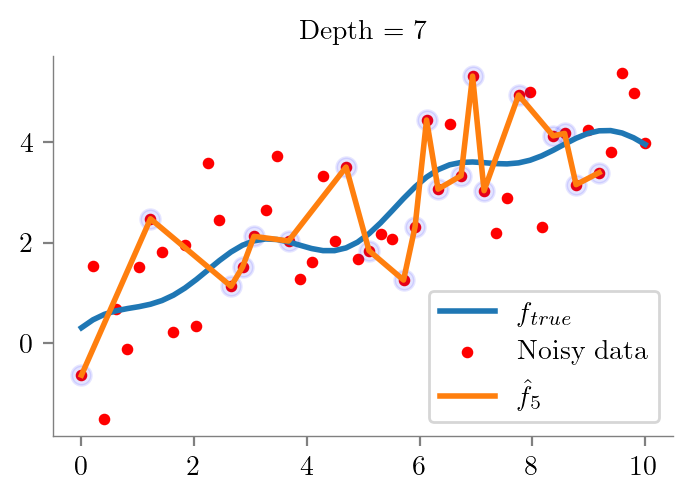 Depth = 7
4
2
0
0 2 4 6 8 10
f_true
Noisy data
f̂_5